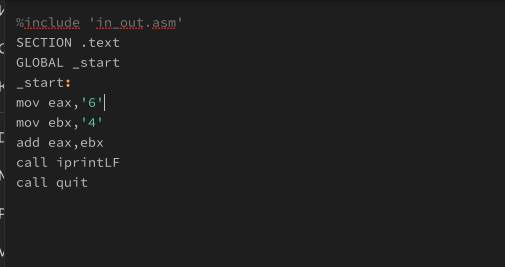 %include 'in_out.asm'
SECTION .text
GLOBAL _start
_start:
mov eax,'6'
mov ebx,'4'
add eax,ebx
call iprintLF
call quit